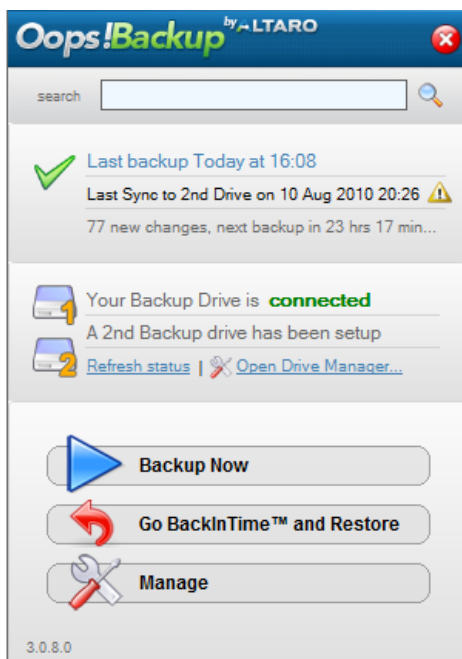 Oops!Backup by ALTARO
search
Last backup Today at 16:08
Last Sync to 2nd Drive on 10 Aug 2010 20:26
77 new changes, next backup in 23 hrs 17 min...
1 Your Backup Drive is connected
A 2nd Backup drive has been setup
2 Refresh status | Open Drive Manager...
Backup Now
Go BackInTime™ and Restore
Manage
3.0.8.0